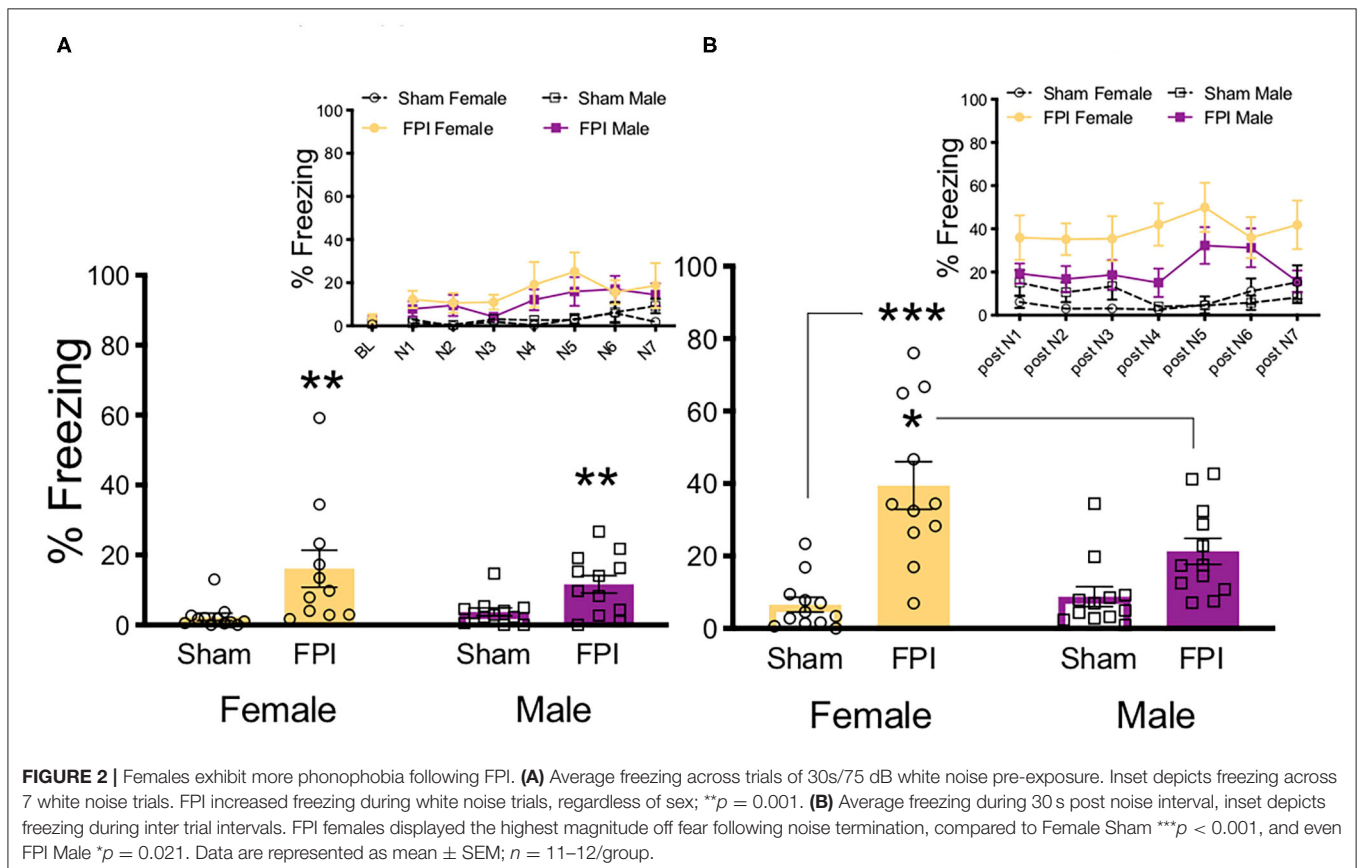 A
B
Sham Female
Sham Male
FPI Female
FPI Male
100
80
60
40
20
0
% Freezing
BL
N1
N2
N3
N4
N5
N6
N7
Sham Female
Sham Male
FPI Female
FPI Male
100
80
60
40
20
0
% Freezing
post N1
post N2
post N3
post N4
post N5
post N6
post N7
100
80
60
40
20
0
% Freezing
**
**
Sham
FPI
Sham
FPI
Female
Male
100
80
60
40
20
0
***
*
Sham
FPI
Sham
FPI
Female
Male
FIGURE 2 | Females exhibit more phonophobia following FPI. (A) Average freezing across trials of 30s/75 dB white noise pre-exposure. Inset depicts freezing across
7 white noise trials. FPI increased freezing during white noise trials, regardless of sex; **p = 0.001. (B) Average freezing during 30 s post noise interval, inset depicts
freezing during inter trial intervals. FPI females displayed the highest magnitude off fear following noise termination, compared to Female Sham ***p < 0.001, and even
FPI Male *p = 0.021. Data are represented as mean ± SEM; n = 11–12/group.